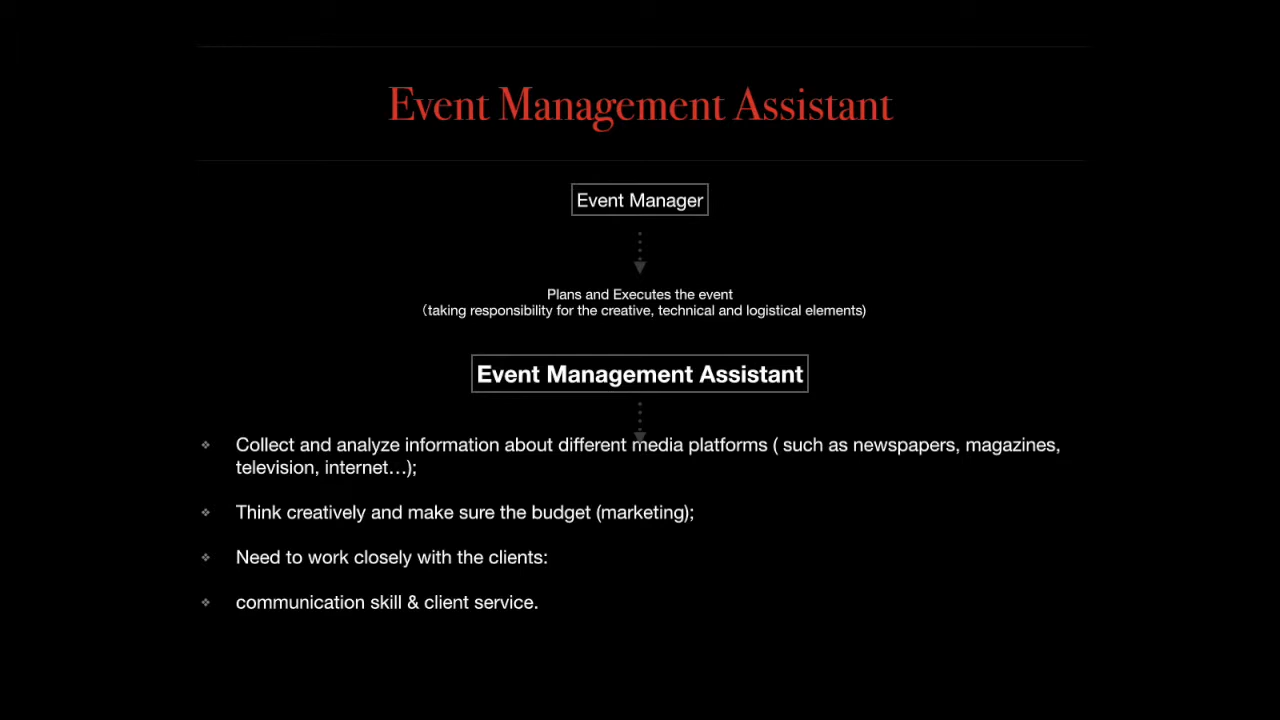 Event Management Assistant
Event Manager
Plans and Executes the event
（taking responsibility for the creative, technical and logistical elements)
Event Management Assistant
❖ Collect and analyze information about different media platforms ( such as newspapers, magazines,
television, internet…);
❖ Think creatively and make sure the budget (marketing);
❖ Need to work closely with the clients:
❖ communication skill & client service.